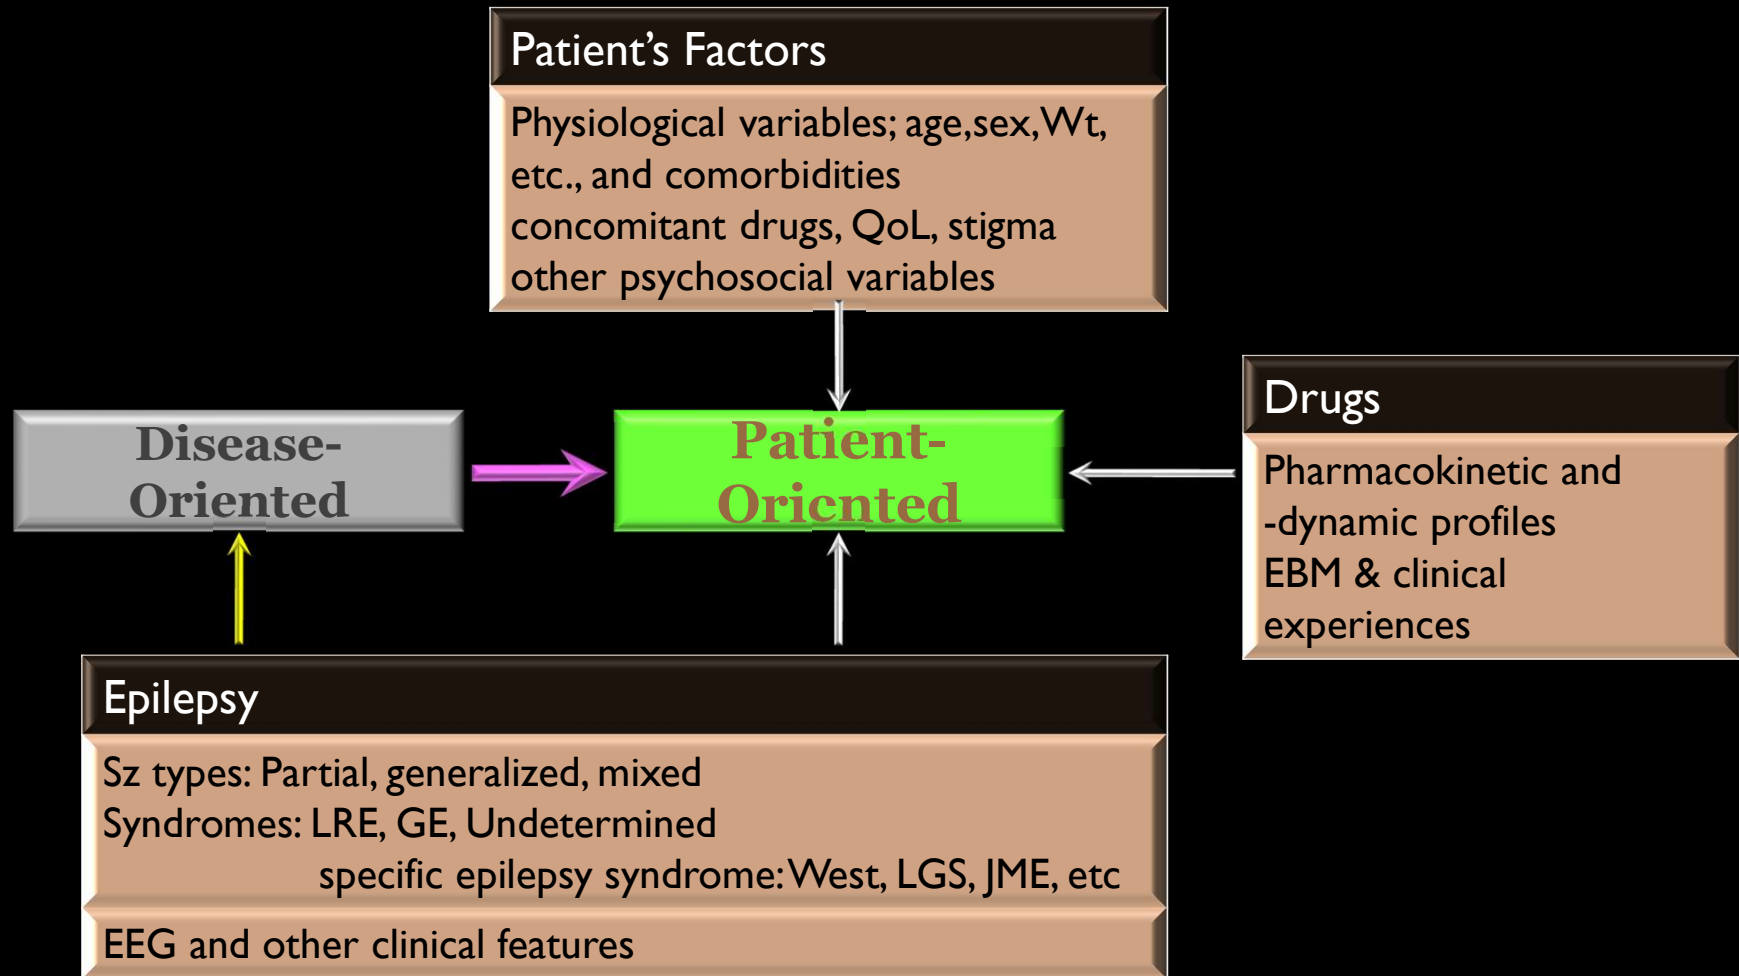 Patient's Factors
Physiological variables; age,sex,Wt,
etc., and comorbidities
concomitant drugs, QoL, stigma
other psychosocial variables
Disease-
Oriented
Patient-
Oriented
Drugs
Pharmacokinetic and
-dynamic profiles
EBM & clinical
experiences
Epilepsy
Sz types: Partial, generalized, mixed
Syndromes: LRE, GE, Undetermined
specific epilepsy syndrome: West, LGS, JME, etc
EEG and other clinical features